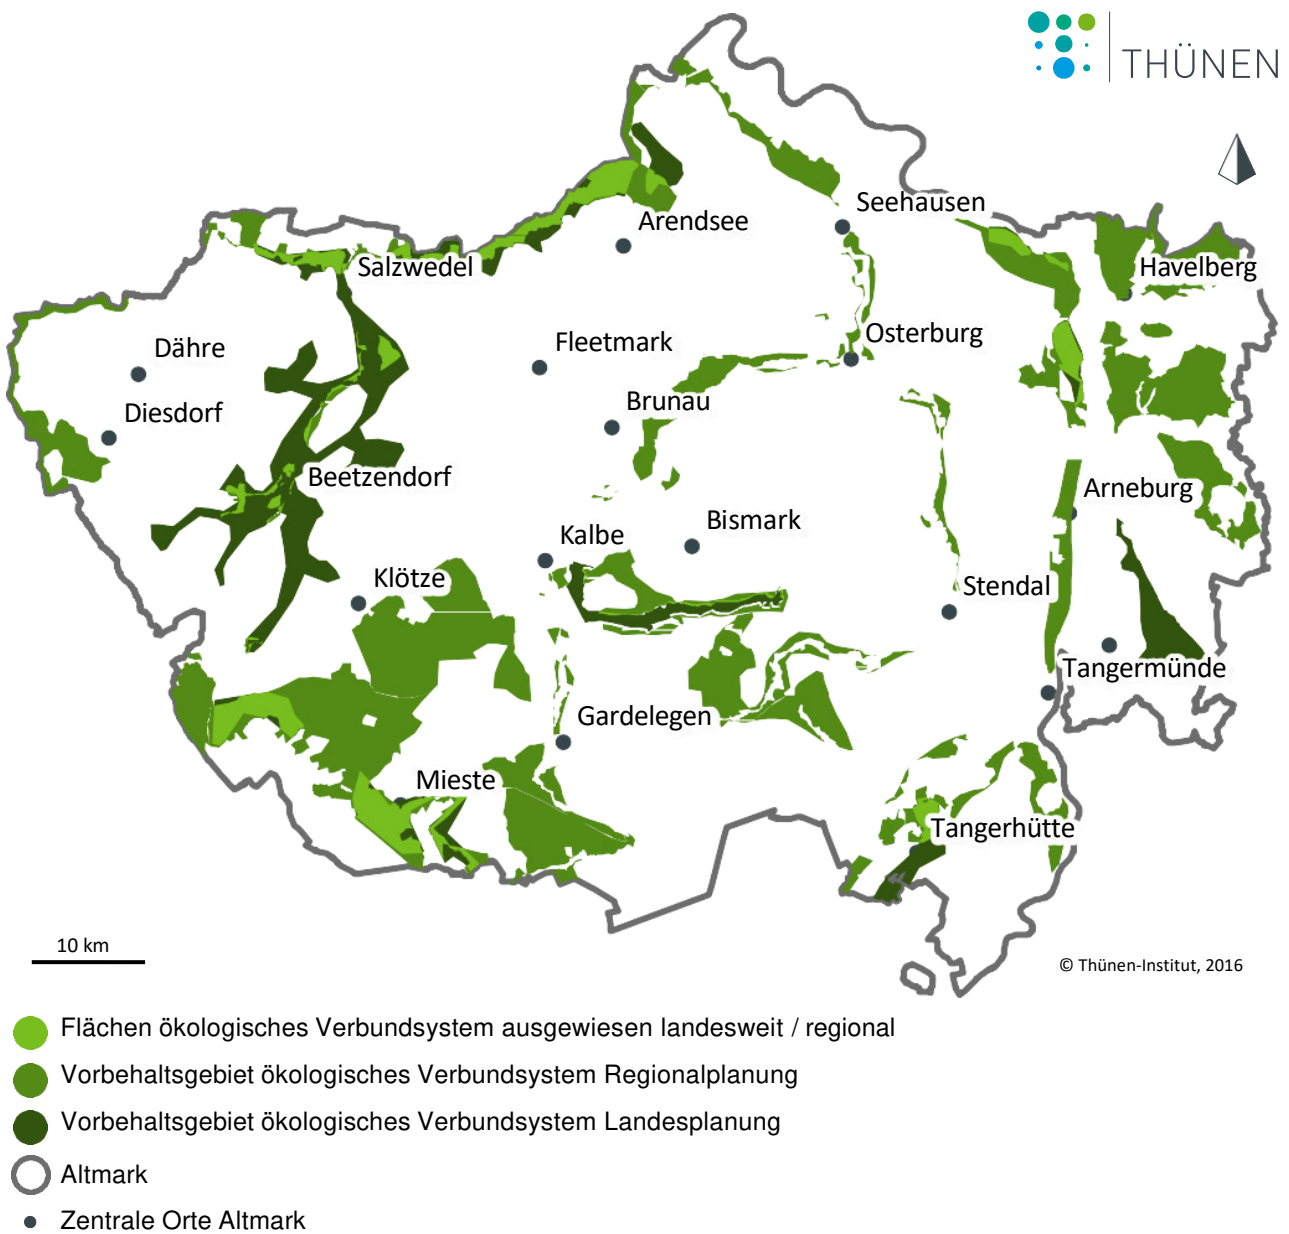 THÜNEN
Seehausen
Arendsee
Salzwedel
Havelberg
Osterburg
Fleetmark
Dähre
Brunau
Diesdorf
Beetzendorf
Arneburg
Bismark
Kalbe
Klötze
Stendal
Tangermünde
Gardelegen
Mieste
Tangerhütte
10 km
© Thünen-Institut, 2016
Flächen ökologisches Verbundsystem ausgewiesen landesweit / regional
Vorbehaltsgebiet ökologisches Verbundsystem Regionalplanung
Vorbehaltsgebiet ökologisches Verbundsystem Landesplanung
Altmark
Zentrale Orte Altmark